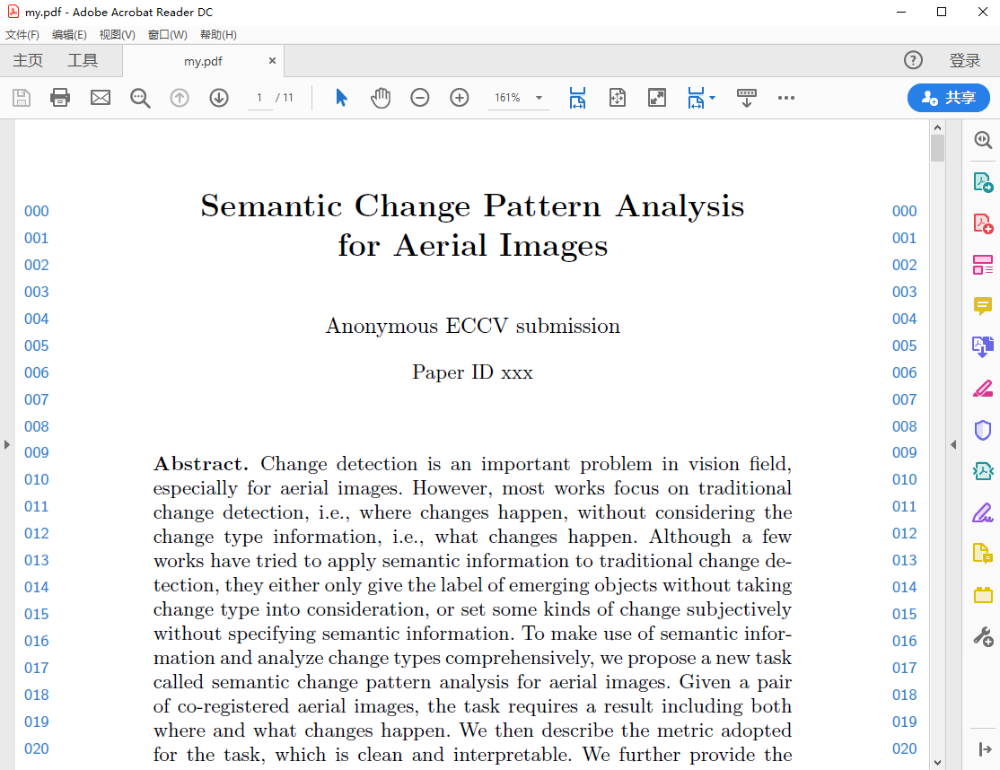 my.pdf - Adobe Acrobat Reader DC
文件(F) 编辑(E) 视图(V) 窗口(W) 帮助(H)
主页 工具 my.pdf × 登录
1 / 11 161% 共享
Semantic Change Pattern Analysis
for Aerial Images
Anonymous ECCV submission
Paper ID xxx
000 000
001 001
002 002
003 003
004 004
005 005
006 006
007 007
008 008
009 009
010 010
011 011
012 012
013 013
014 014
015 015
016 016
017 017
018 018
019 019
020 020
Abstract. Change detection is an important problem in vision field,
especially for aerial images. However, most works focus on traditional
change detection, i.e., where changes happen, without considering the
change type information, i.e., what changes happen. Although a few
works have tried to apply semantic information to traditional change de-
tection, they either only give the label of emerging objects without taking
change type into consideration, or set some kinds of change subjectively
without specifying semantic information. To make use of semantic infor-
mation and analyze change types comprehensively, we propose a new task
called semantic change pattern analysis for aerial images. Given a pair
of co-registered aerial images, the task requires a result including both
where and what changes happen. We then describe the metric adopted
for the task, which is clean and interpretable. We further provide the